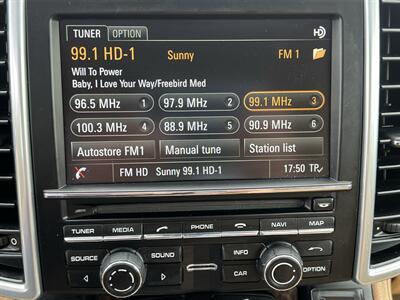 TUNER OPTION HD
99.1 HD-1 Sunny FM 1
Will To Power
Baby, I Love Your Way/Freebird Med
96.5 MHz 1 97.9 MHz 2 99.1 MHz 3
100.3 MHz 4 88.9 MHz 5 90.9 MHz 6
Autostore FM1 Manual tune Station list
FM HD Sunny 99.1 HD-1 17:50 TP
TUNER MEDIA PHONE NAVI MAP
SOURCE SOUND INFO
CAR OPTION